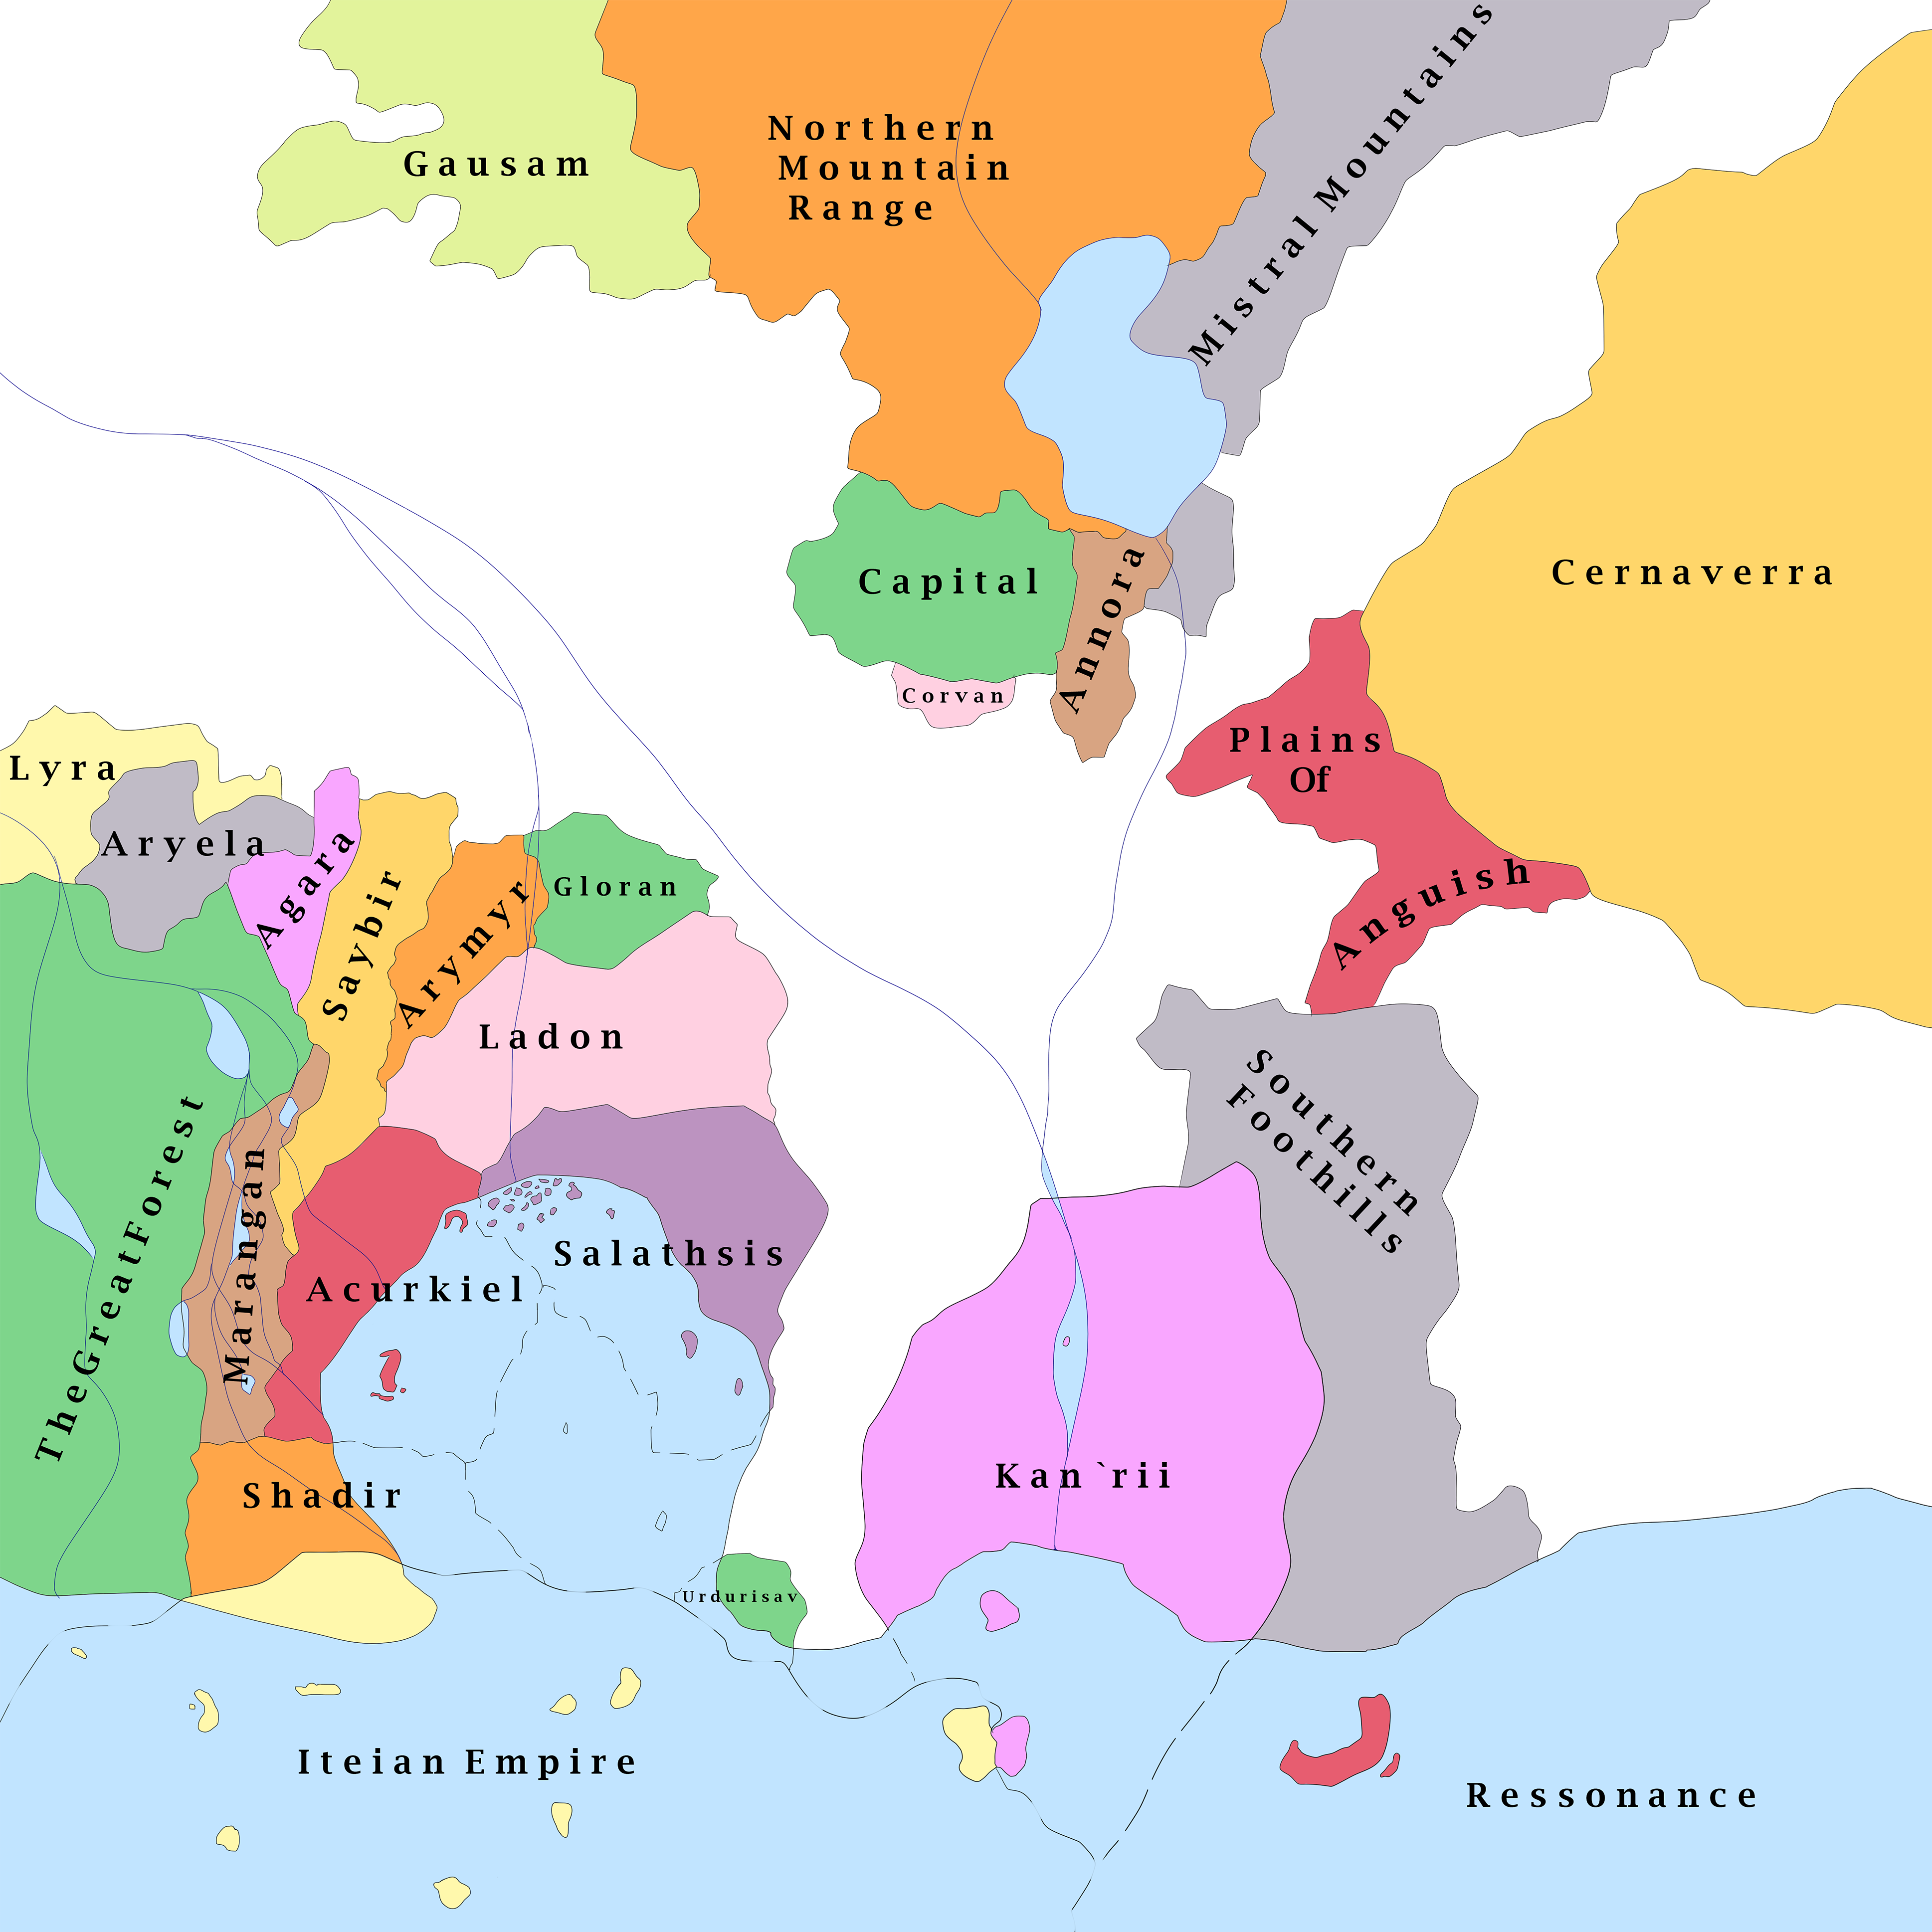 Mistral Mountains
Northern
Mountain
Range
Gausam
Cernaverra
Capital
Annora
Corvan
Plains
Of
Anguish
Lyra
Aryela
Agara
Saybir
Arymyr
Gloran
Ladon
Southern
Foothills
TheGreatForest
Marangan
Acurkiel
Salathsis
Kan`rii
Shadir
Urdurisav
Iteian Empire
Ressonance